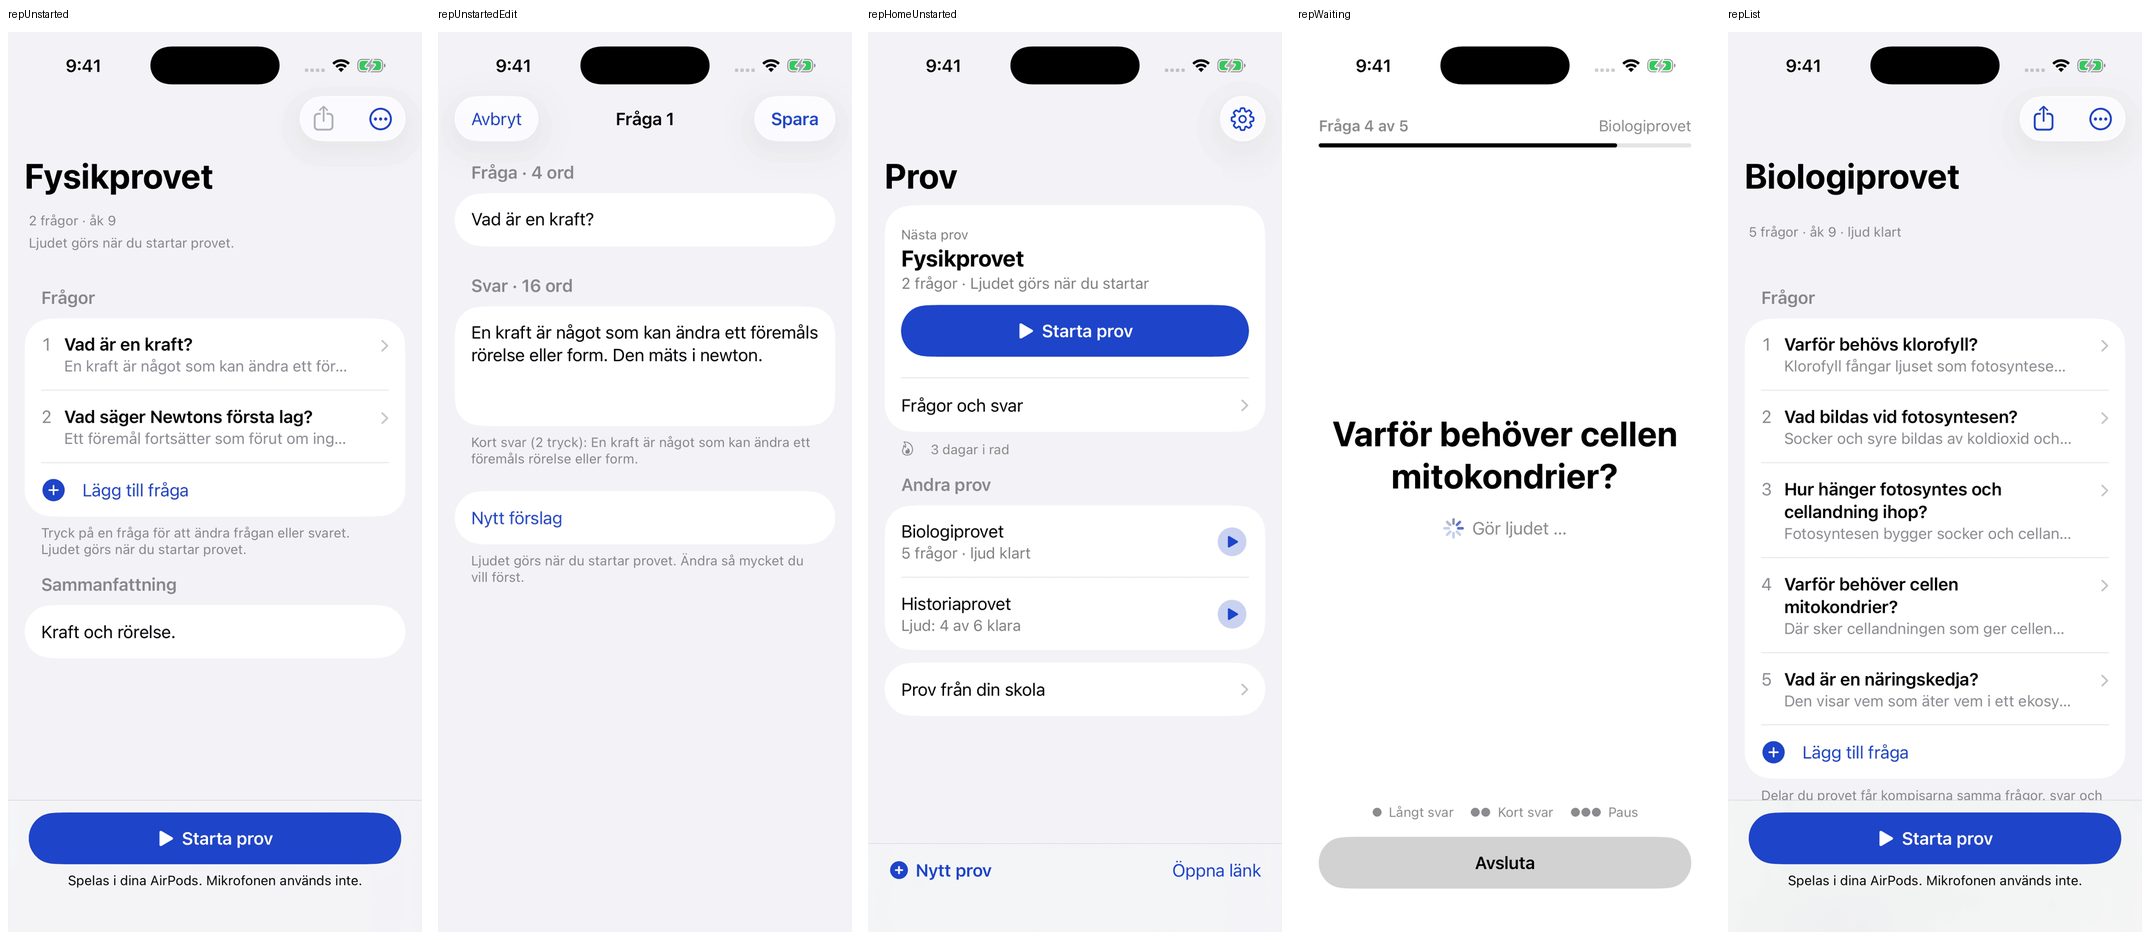 repUnstarted
9:41
Fysikprovet
2 frågor · åk 9
Ljudet görs när du startar provet.
Frågor
1 Vad är en kraft?
En kraft är något som kan ändra ett för...
2 Vad säger Newtons första lag?
Ett föremål fortsätter som förut om ing...
Lägg till fråga
Tryck på en fråga för att ändra frågan eller svaret.
Ljudet görs när du startar provet.
Sammanfattning
Kraft och rörelse.
Starta prov
Spelas i dina AirPods. Mikrofonen används inte.
repUnstartedEdit
9:41
Avbryt
Fråga 1
Spara
Fråga · 4 ord
Vad är en kraft?
Svar · 16 ord
En kraft är något som kan ändra ett föremåls
rörelse eller form. Den mäts i newton.
Kort svar (2 tryck): En kraft är något som kan ändra ett
föremåls rörelse eller form.
Nytt förslag
Ljudet görs när du startar provet. Ändra så mycket du
vill först.
repHomeUnstarted
9:41
Prov
Nästa prov
Fysikprovet
2 frågor · Ljudet görs när du startar
Starta prov
Frågor och svar
3 dagar i rad
Andra prov
Biologiprovet
5 frågor · ljud klart
Historiaprovet
Ljud: 4 av 6 klara
Prov från din skola
Nytt prov
Öppna länk
repWaiting
9:41
Fråga 4 av 5
Biologiprovet
Varför behöver cellen
mitokondrier?
Gör ljudet ...
Långt svar
Kort svar
Paus
Avsluta
repList
9:41
Biologiprovet
5 frågor · åk 9 · ljud klart
Frågor
1 Varför behövs klorofyll?
Klorofyll fångar ljuset som fotosyntese...
2 Vad bildas vid fotosyntesen?
Socker och syre bildas av koldioxid och...
3 Hur hänger fotosyntes och
cellandning ihop?
Fotosyntesen bygger socker och cellan...
4 Varför behöver cellen
mitokondrier?
Där sker cellandningen som ger cellen...
5 Vad är en näringskedja?
Den visar vem som äter vem i ett ekosy...
Lägg till fråga
Delar du provet får kompisarna samma frågor, svar och
Starta prov
Spelas i dina AirPods. Mikrofonen används inte.